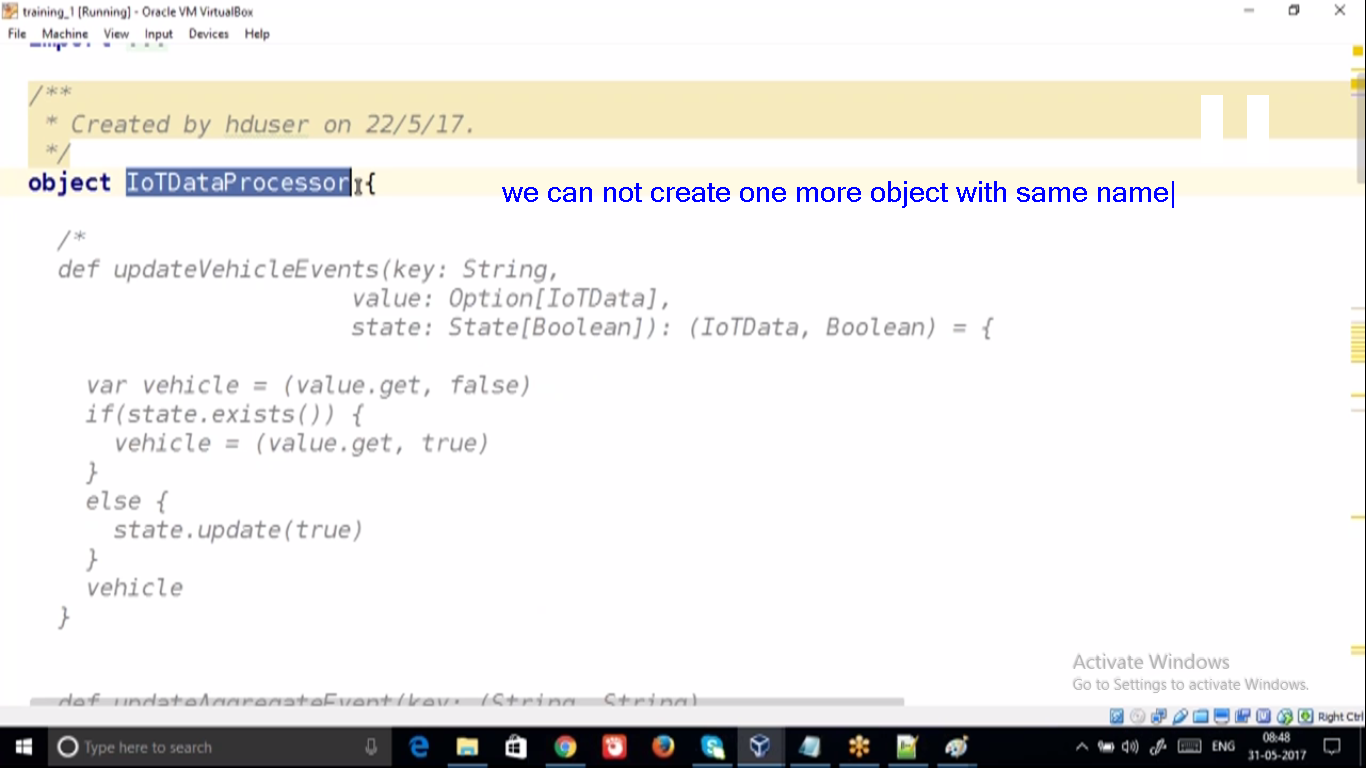 training_1 [Running] - Oracle VM VirtualBox
File Machine View Input Devices Help
/**
* Created by hduser on 22/5/17.
*/
object IoTDataProcessor {
we can not create one more object with same name
/*
def updateVehicleEvents(key: String,
value: Option[IoTData],
state: State[Boolean]): (IoTData, Boolean) = {
var vehicle = (value.get, false)
if(state.exists()) {
vehicle = (value.get, true)
}
else {
state.update(true)
}
vehicle
}
def updateAggregateEvent(key: (String, String)
Activate Windows
Go to Settings to activate Windows.
Right Ctrl
Type here to search
ENG
08:48
31-05-2017